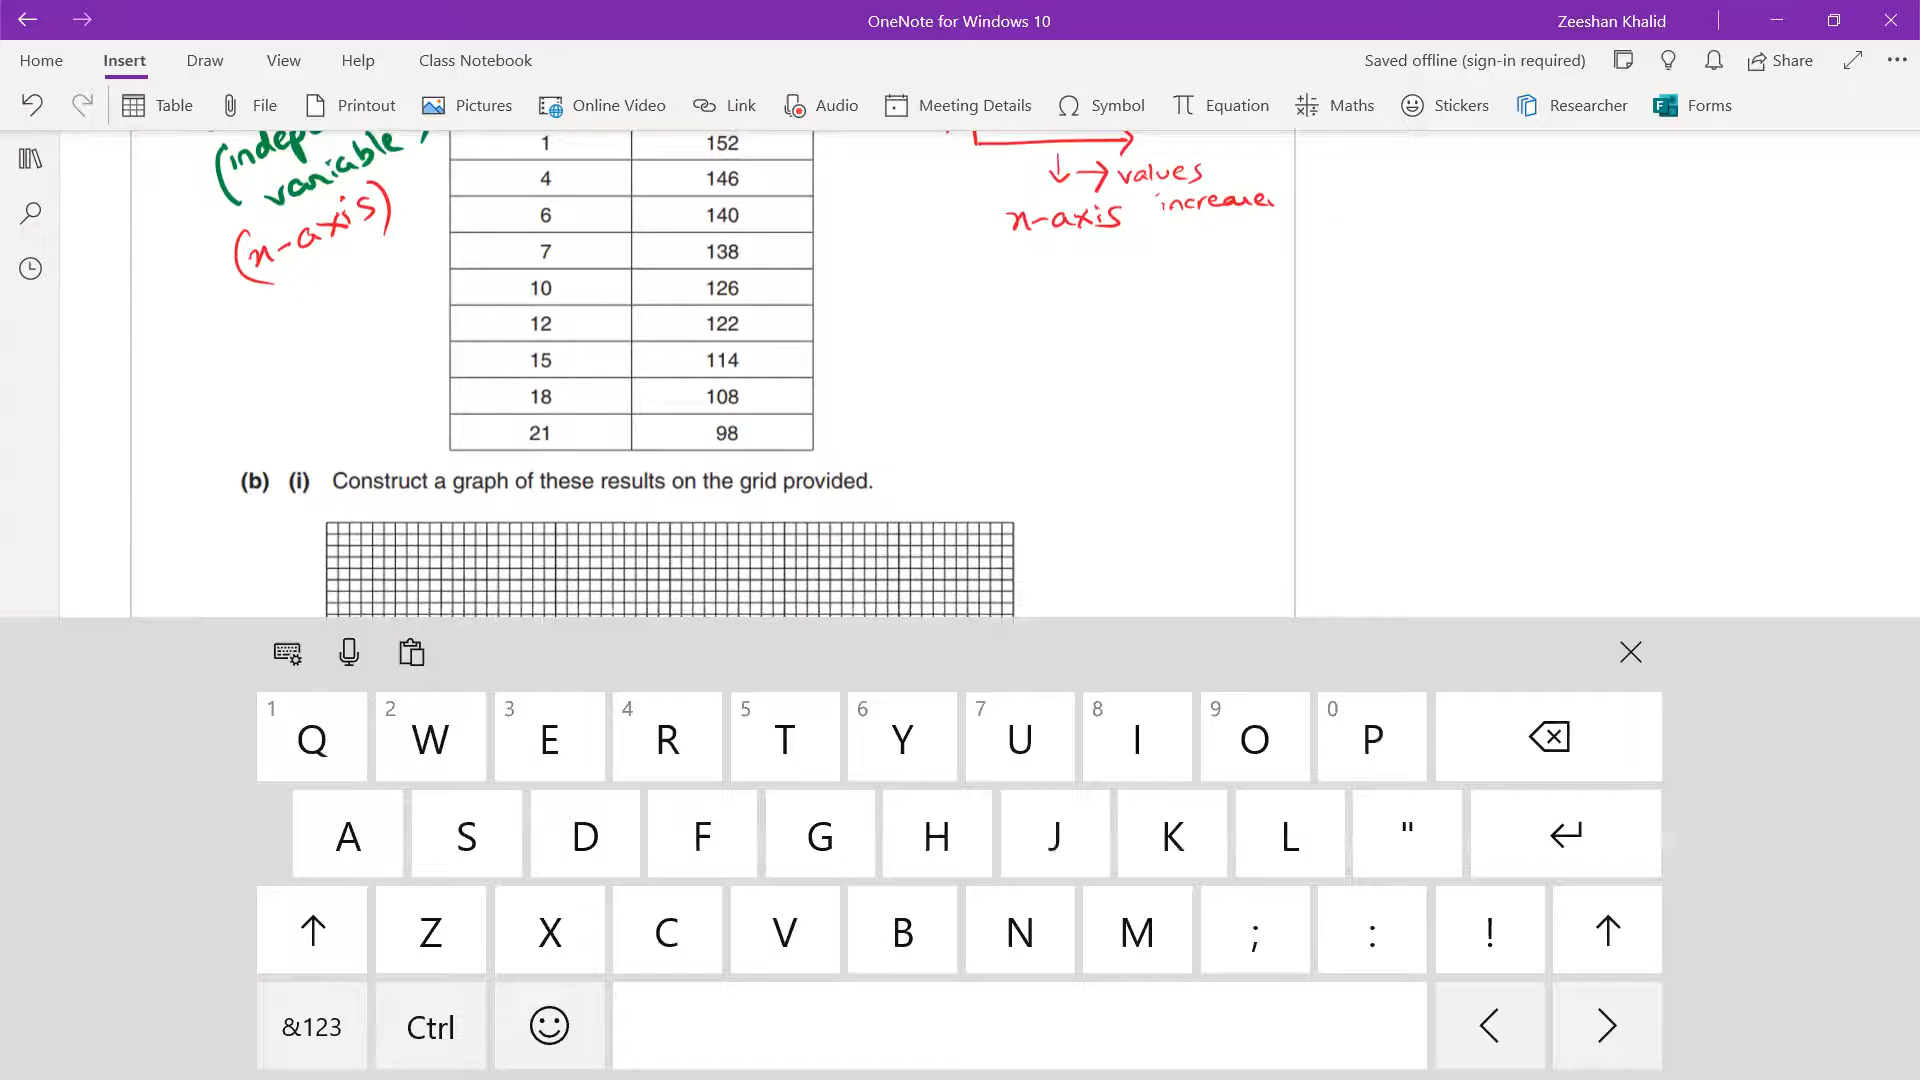 OneNote for Windows 10
Zeeshan Khalid
Home Insert Draw View Help Class Notebook
Saved offline (sign-in required) Share
Table File Printout Pictures Online Video Link Audio Meeting Details Symbol Equation Maths Stickers Researcher Forms
variable
(x-axis)
1 152
4 146
6 140
7 138
10 126
12 122
15 114
18 108
21 98
→ values
increase
x-axis
(b) (i) Construct a graph of these results on the grid provided.
1 2 3 4 5 6 7 8 9 0
Q W E R T Y U I O P
A S D F G H J K L "
Z X C V B N M ; : !
&123 Ctrl